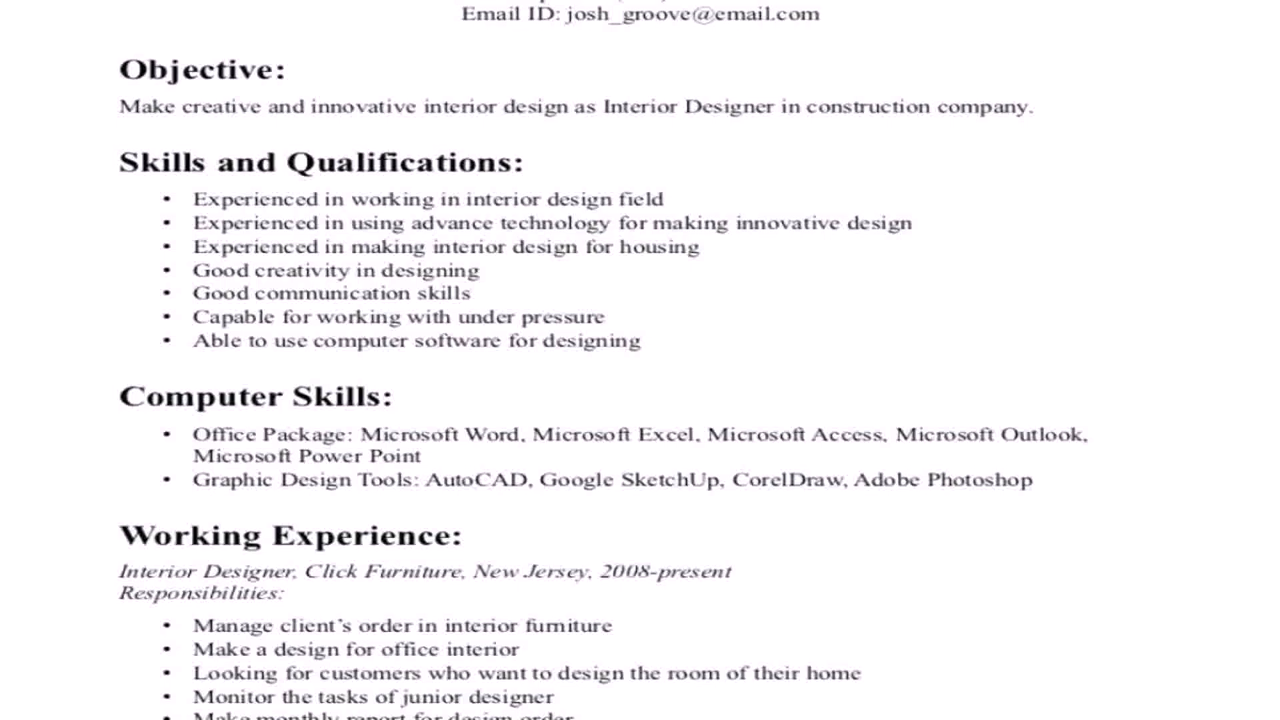 Email ID: josh_groove@email.com
Objective:
Make creative and innovative interior design as Interior Designer in construction company.
Skills and Qualifications:
• Experienced in working in interior design field
• Experienced in using advance technology for making innovative design
• Experienced in making interior design for housing
• Good creativity in designing
• Good communication skills
• Capable for working with under pressure
• Able to use computer software for designing
Computer Skills:
• Office Package: Microsoft Word, Microsoft Excel, Microsoft Access, Microsoft Outlook,
Microsoft Power Point
• Graphic Design Tools: AutoCAD, Google SketchUp, CorelDraw, Adobe Photoshop
Working Experience:
Interior Designer, Click Furniture, New Jersey, 2008-present
Responsibilities:
• Manage client’s order in interior furniture
• Make a design for office interior
• Looking for customers who want to design the room of their home
• Monitor the tasks of junior designer
• Make monthly report for design order